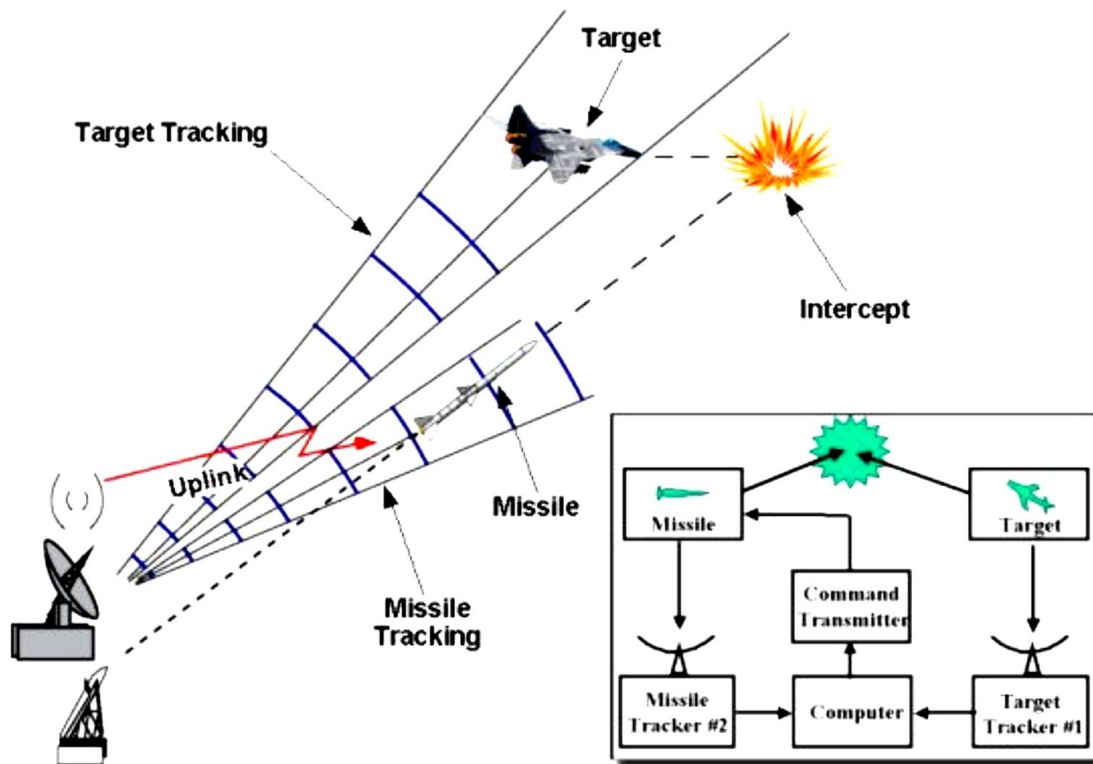 Target
Target Tracking
Intercept
Uplink
Missile
Missile
Tracking
Missile
Target
Command
Transmitter
Missile
Tracker #2
Computer
Target
Tracker #1